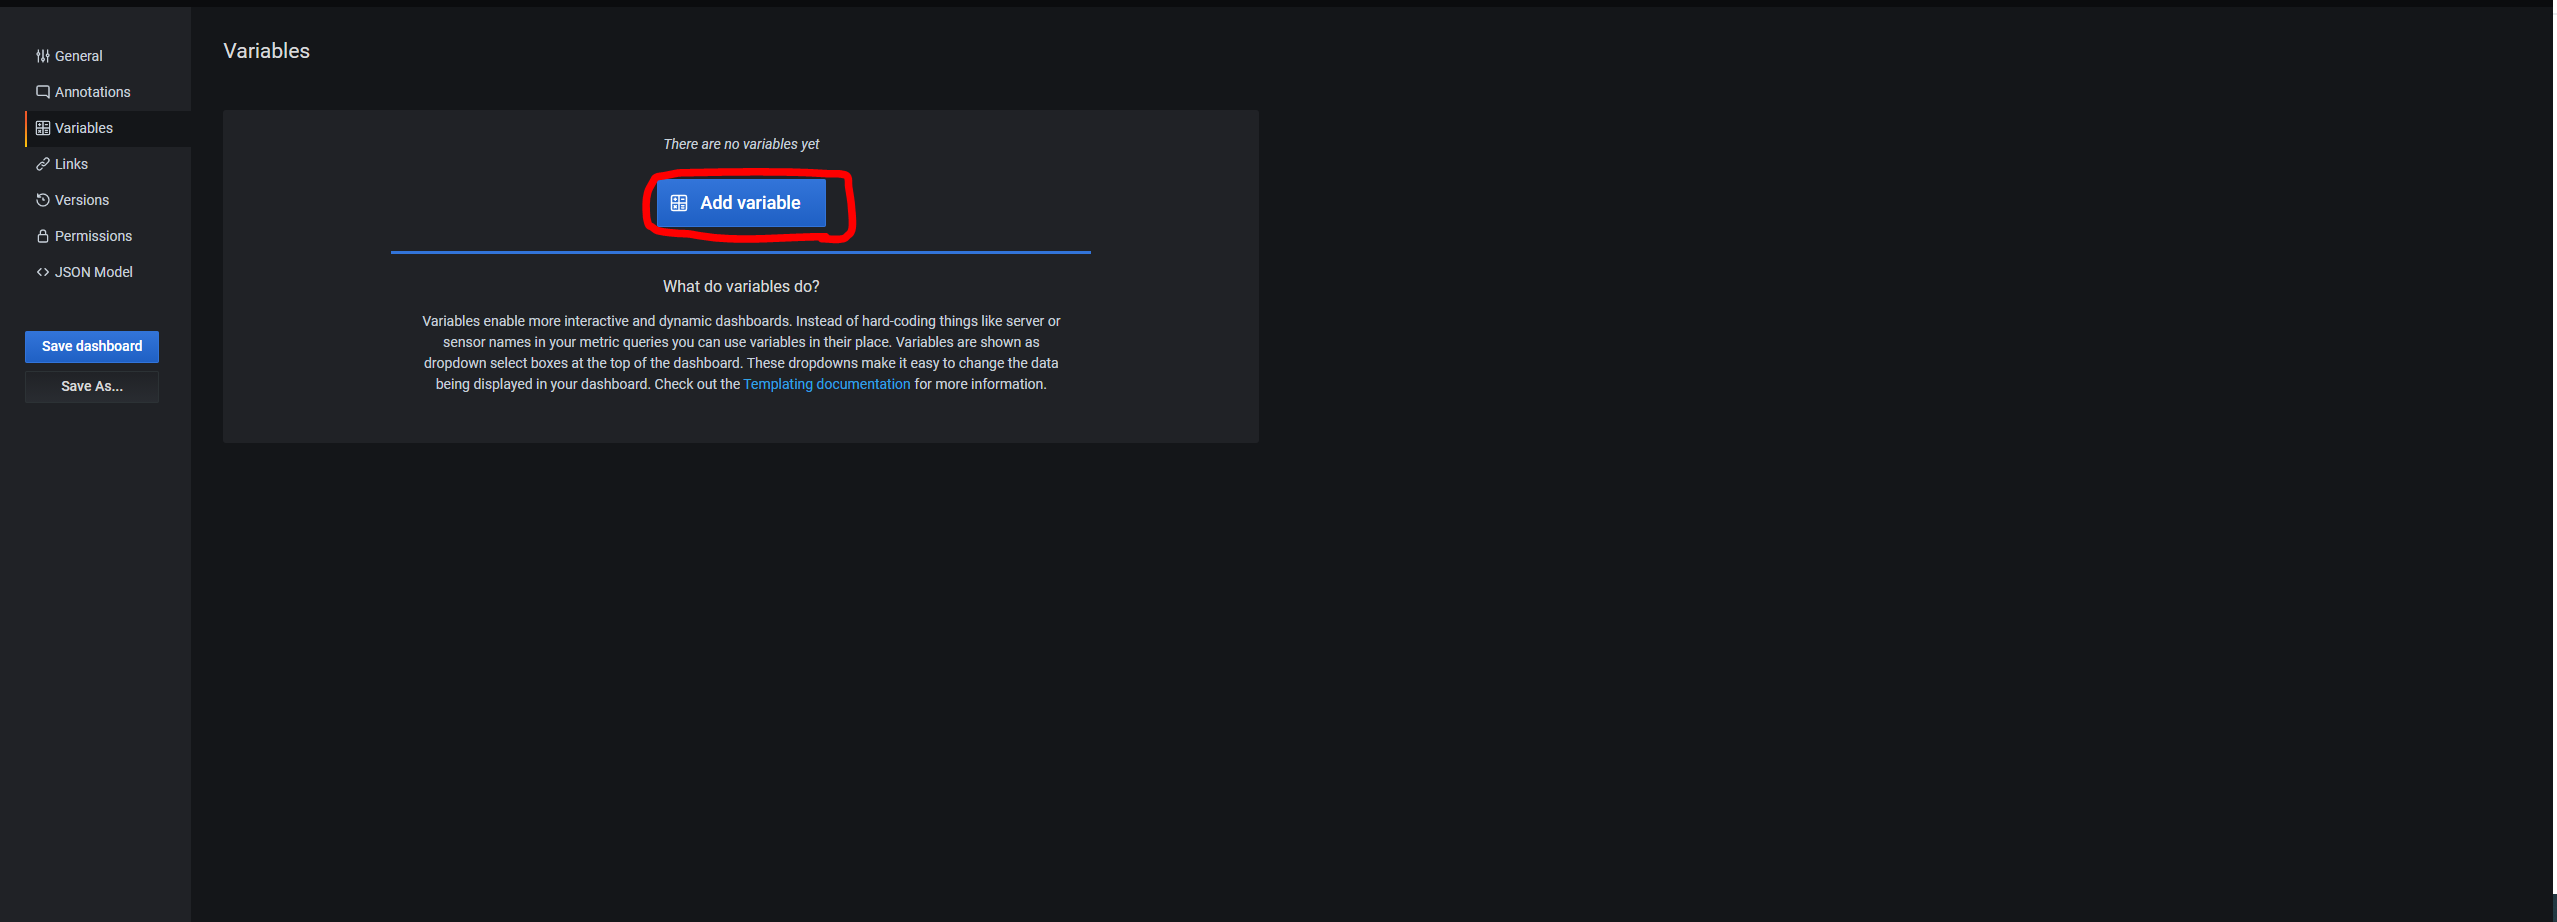 General
Annotations
Variables
Links
Versions
Permissions
JSON Model
Save dashboard
Save As...
Variables
There are no variables yet
Add variable
What do variables do?
Variables enable more interactive and dynamic dashboards. Instead of hard-coding things like server or
sensor names in your metric queries you can use variables in their place. Variables are shown as
dropdown select boxes at the top of the dashboard. These dropdowns make it easy to change the data
being displayed in your dashboard. Check out the Templating documentation for more information.